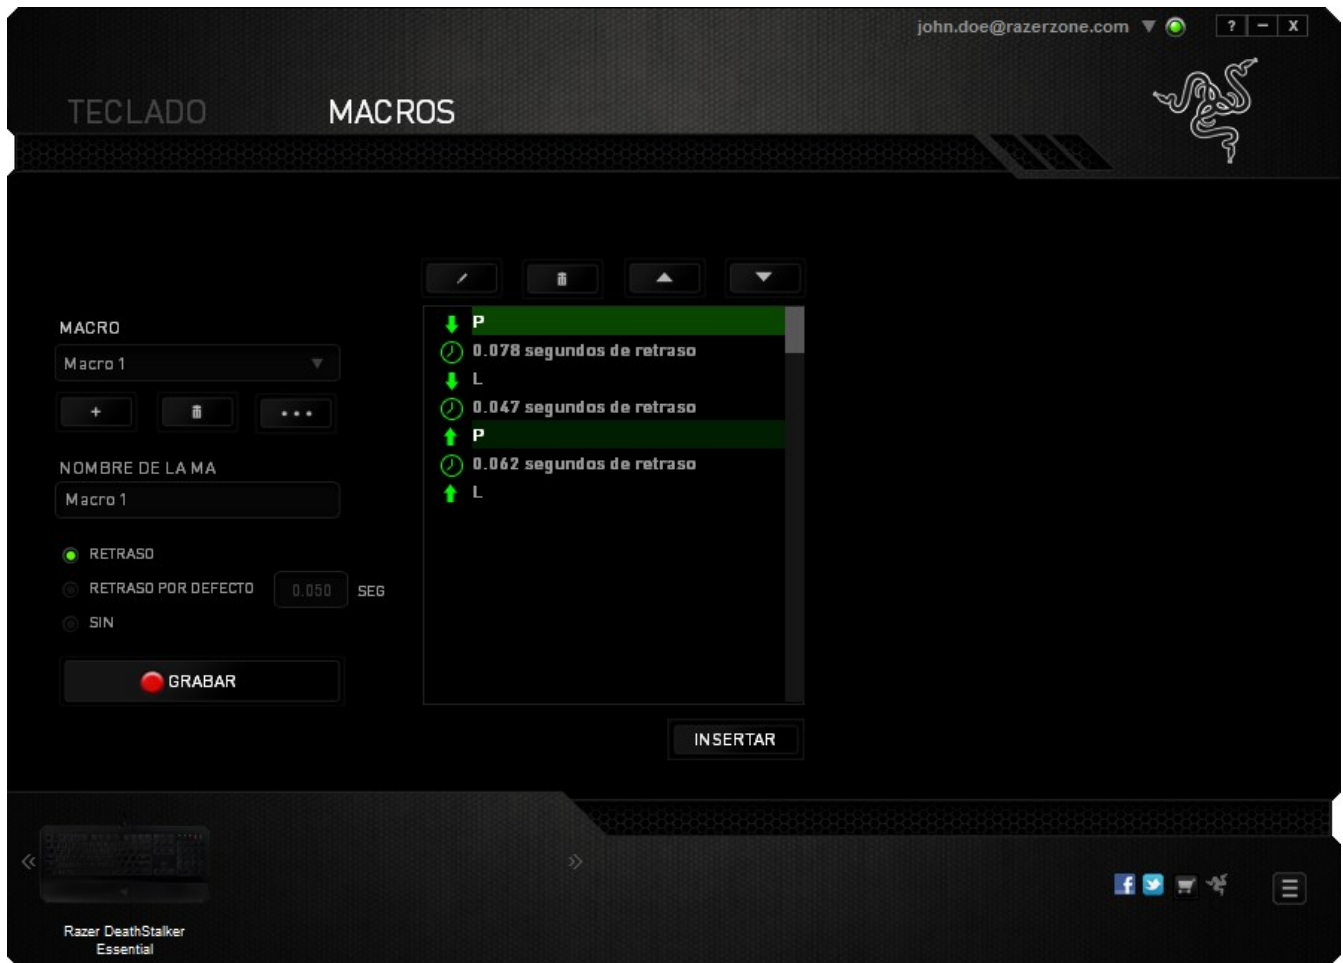 john.doe@razerzone.com
? – X
TECLADO
MACROS
MACRO
Macro 1
+
•••
NOMBRE DE LA MA
Macro 1
RETRASO
RETRASO POR DEFECTO 0.050 SEG
SIN
GRABAR
P
0.078 segundos de retraso
L
0.047 segundos de retraso
P
0.062 segundos de retraso
L
INSERTAR
Razer DeathStalker
Essential